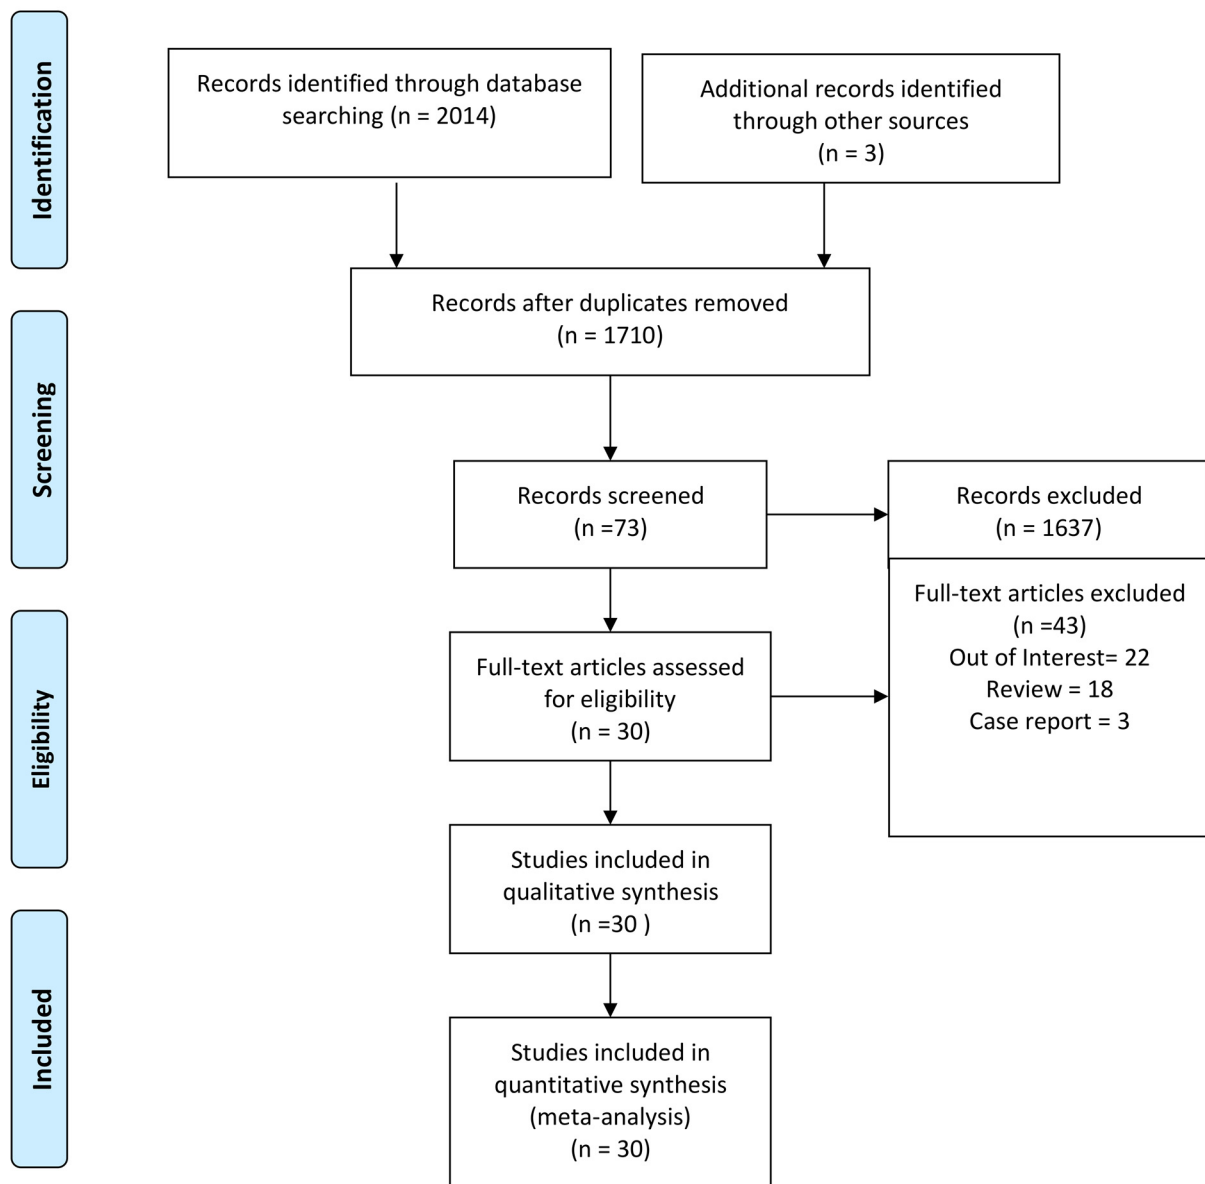 Identification
Records identified through database
searching (n = 2014)
Additional records identified
through other sources
(n = 3)
Records after duplicates removed
(n = 1710)
Screening
Records screened
(n =73)
Records excluded
(n = 1637)
Eligibility
Full-text articles assessed
for eligibility
(n = 30)
Full-text articles excluded
(n =43)
Out of Interest= 22
Review = 18
Case report = 3
Studies included in
qualitative synthesis
(n =30 )
Included
Studies included in
quantitative synthesis
(meta-analysis)
(n = 30)